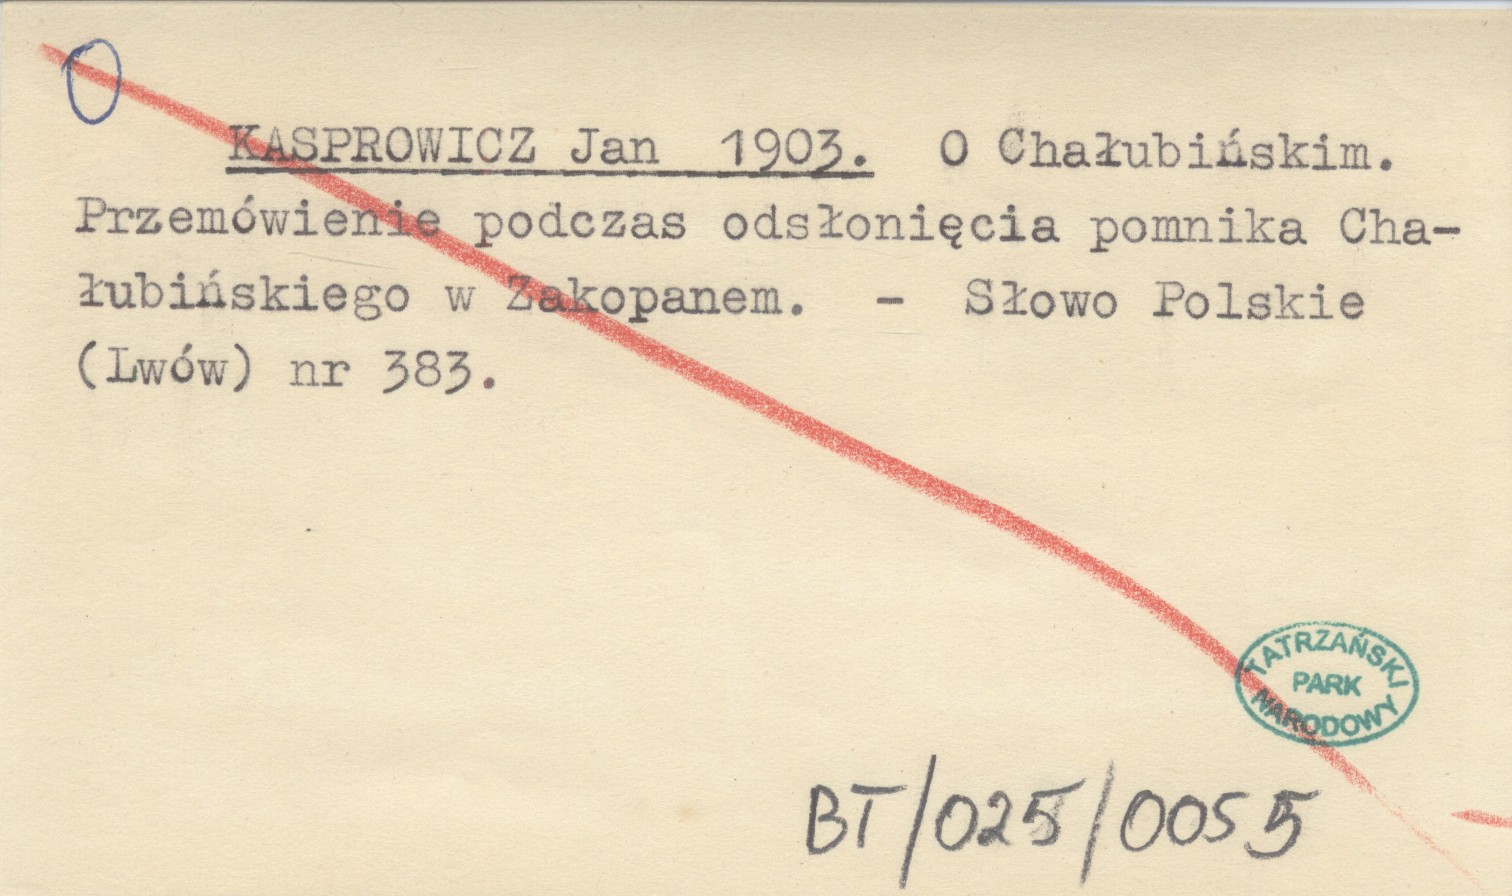 KASPROWICZ Jan 1903. O Chałubińskim.
Przemówienie podczas odsłonięcia pomnika Cha-
łubińskiego w Zakopanem. - Słowo Polskie
(Lwów) nr 383.
TATRZAŃSKI
PARK
NARODOWY
BT/025/0055